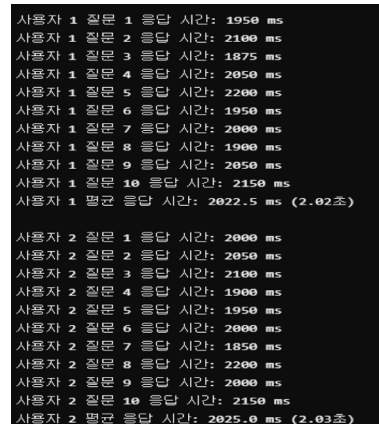 사용자 1 질문 1 응답 시간: 1950 ms
사용자 1 질문 2 응답 시간: 2100 ms
사용자 1 질문 3 응답 시간: 1875 ms
사용자 1 질문 4 응답 시간: 2050 ms
사용자 1 질문 5 응답 시간: 2200 ms
사용자 1 질문 6 응답 시간: 1950 ms
사용자 1 질문 7 응답 시간: 2000 ms
사용자 1 질문 8 응답 시간: 1900 ms
사용자 1 질문 9 응답 시간: 2050 ms
사용자 1 질문 10 응답 시간: 2150 ms
사용자 1 평균 응답 시간: 2022.5 ms (2.02초)
사용자 2 질문 1 응답 시간: 2000 ms
사용자 2 질문 2 응답 시간: 2050 ms
사용자 2 질문 3 응답 시간: 2100 ms
사용자 2 질문 4 응답 시간: 1900 ms
사용자 2 질문 5 응답 시간: 1950 ms
사용자 2 질문 6 응답 시간: 2000 ms
사용자 2 질문 7 응답 시간: 1850 ms
사용자 2 질문 8 응답 시간: 2200 ms
사용자 2 질문 9 응답 시간: 2000 ms
사용자 2 질문 10 응답 시간: 2150 ms
사용자 2 평균 응답 시간: 2025.0 ms (2.03초)